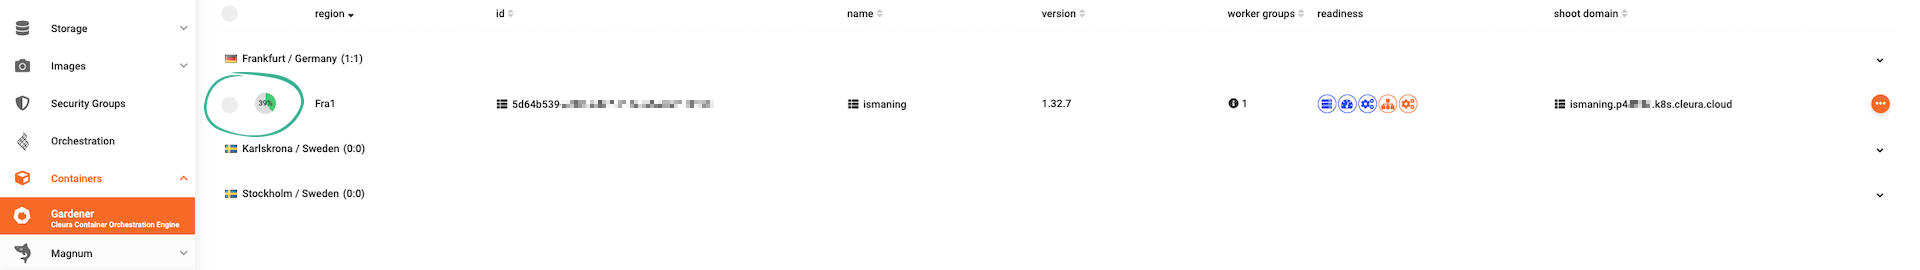 Storage
Images
Security Groups
Orchestration
Containers
Gardener
Cleura Container Orchestration Engine
Magnum
region id name version worker groups readiness shoot domain
Frankfurt / Germany (1:1)
39% Fra1 5d64b539 ismaning 1.32.7 1 ismaning.p4 .k8s.cleura.cloud
Karlskrona / Sweden (0:0)
Stockholm / Sweden (0:0)